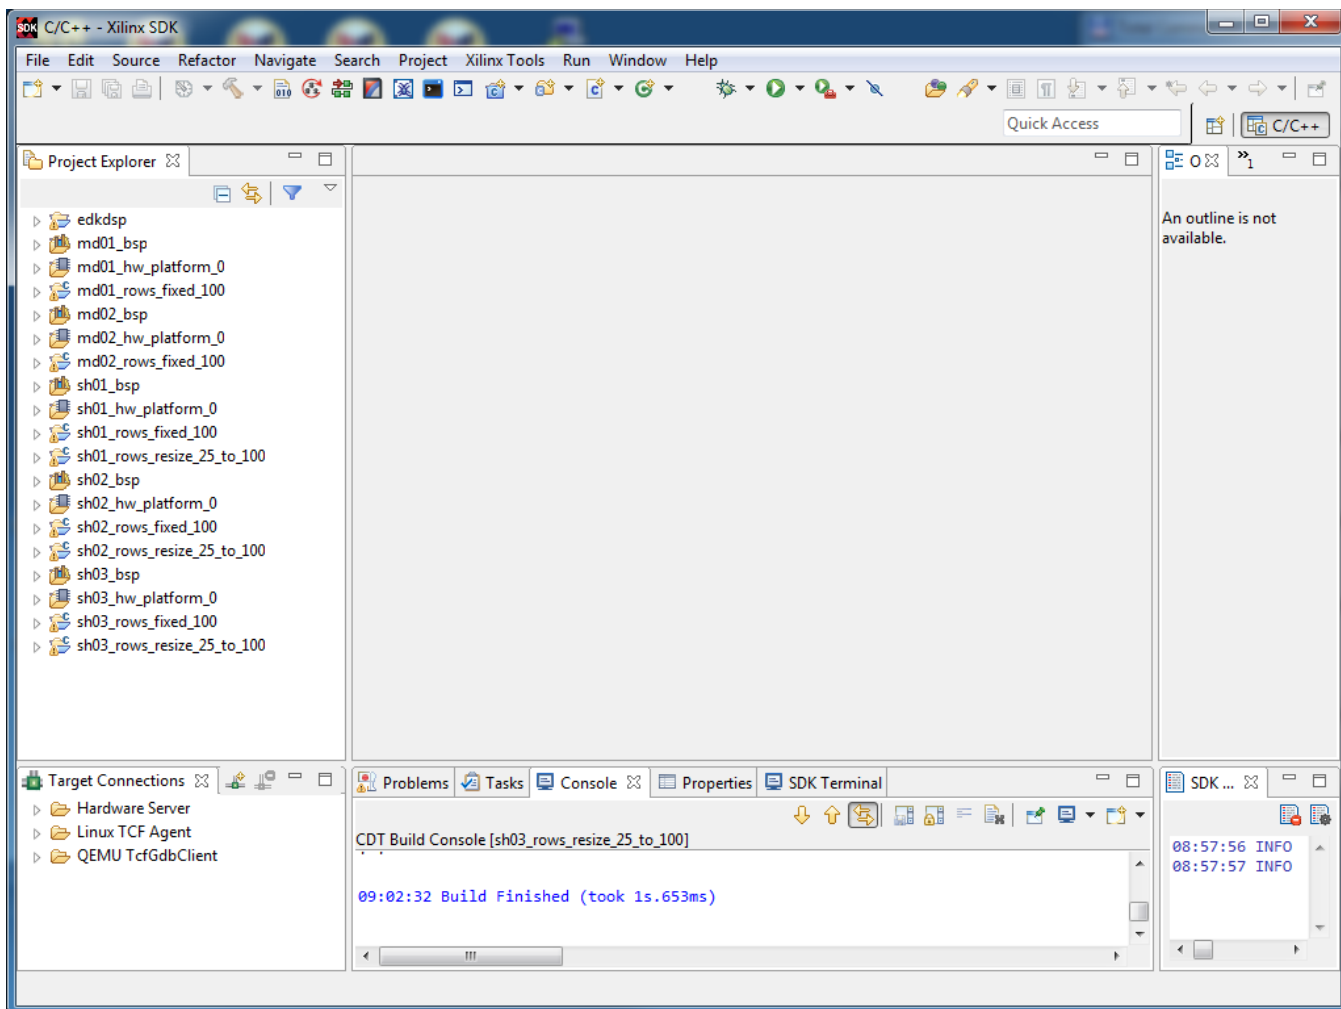 SDK C/C++ - Xilinx SDK
File Edit Source Refactor Navigate Search Project Xilinx Tools Run Window Help
Quick Access
C/C++
Project Explorer
O
»1
edkdsp
md01_bsp
md01_hw_platform_0
md01_rows_fixed_100
md02_bsp
md02_hw_platform_0
md02_rows_fixed_100
sh01_bsp
sh01_hw_platform_0
sh01_rows_fixed_100
sh01_rows_resize_25_to_100
sh02_bsp
sh02_hw_platform_0
sh02_rows_fixed_100
sh02_rows_resize_25_to_100
sh03_bsp
sh03_hw_platform_0
sh03_rows_fixed_100
sh03_rows_resize_25_to_100
An outline is not
available.
Target Connections
Hardware Server
Linux TCF Agent
QEMU TcfGdbClient
Problems Tasks Console Properties SDK Terminal
CDT Build Console [sh03_rows_resize_25_to_100]
09:02:32 Build Finished (took 1s.653ms)
SDK ...
08:57:56 INFO
08:57:57 INFO